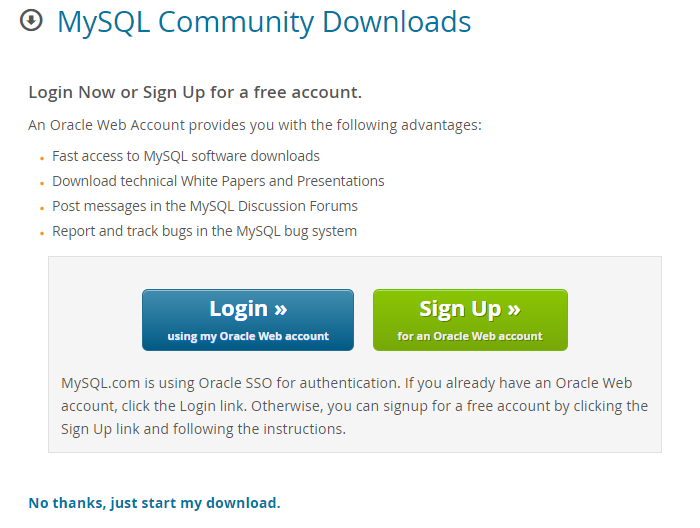 MySQL Community Downloads
Login Now or Sign Up for a free account.
An Oracle Web Account provides you with the following advantages:
Fast access to MySQL software downloads
Download technical White Papers and Presentations
Post messages in the MySQL Discussion Forums
Report and track bugs in the MySQL bug system
Login »
using my Oracle Web account
Sign Up »
for an Oracle Web account
MySQL.com is using Oracle SSO for authentication. If you already have an Oracle Web
account, click the Login link. Otherwise, you can signup for a free account by clicking the
Sign Up link and following the instructions.
No thanks, just start my download.